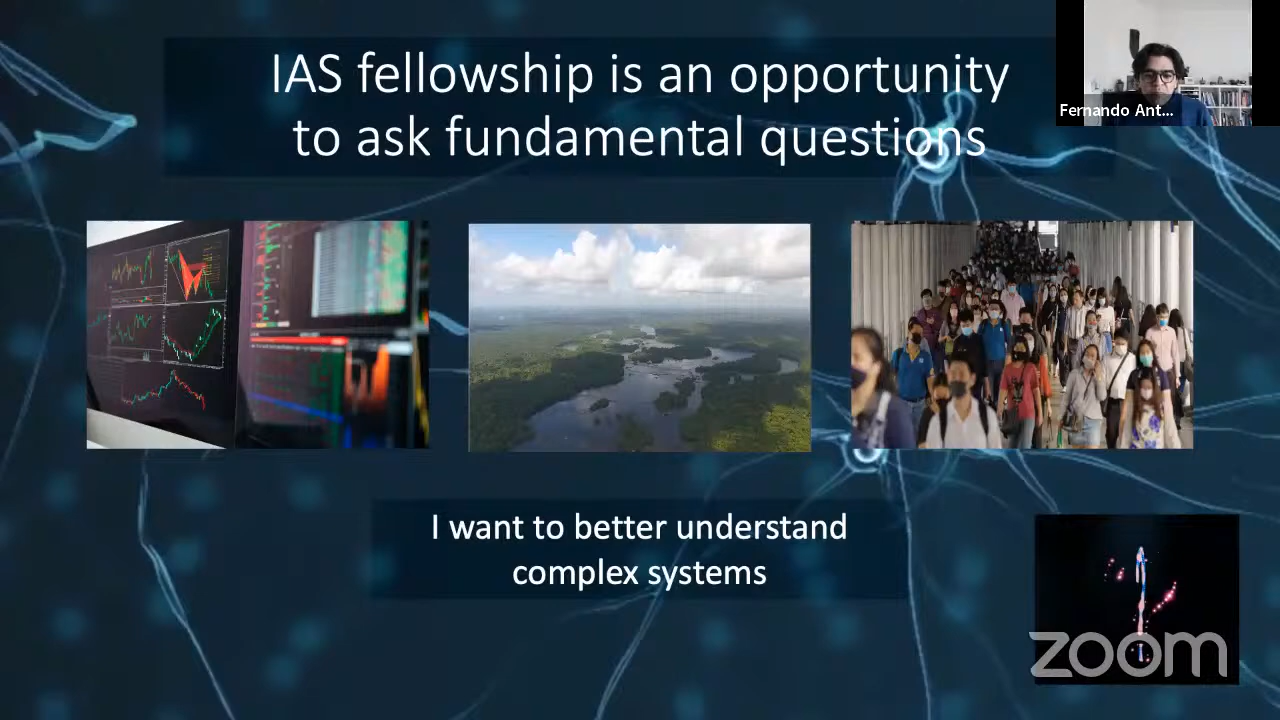 IAS fellowship is an opportunity
to ask fundamental questions
Fernando Ant...
I want to better understand
complex systems
zoom